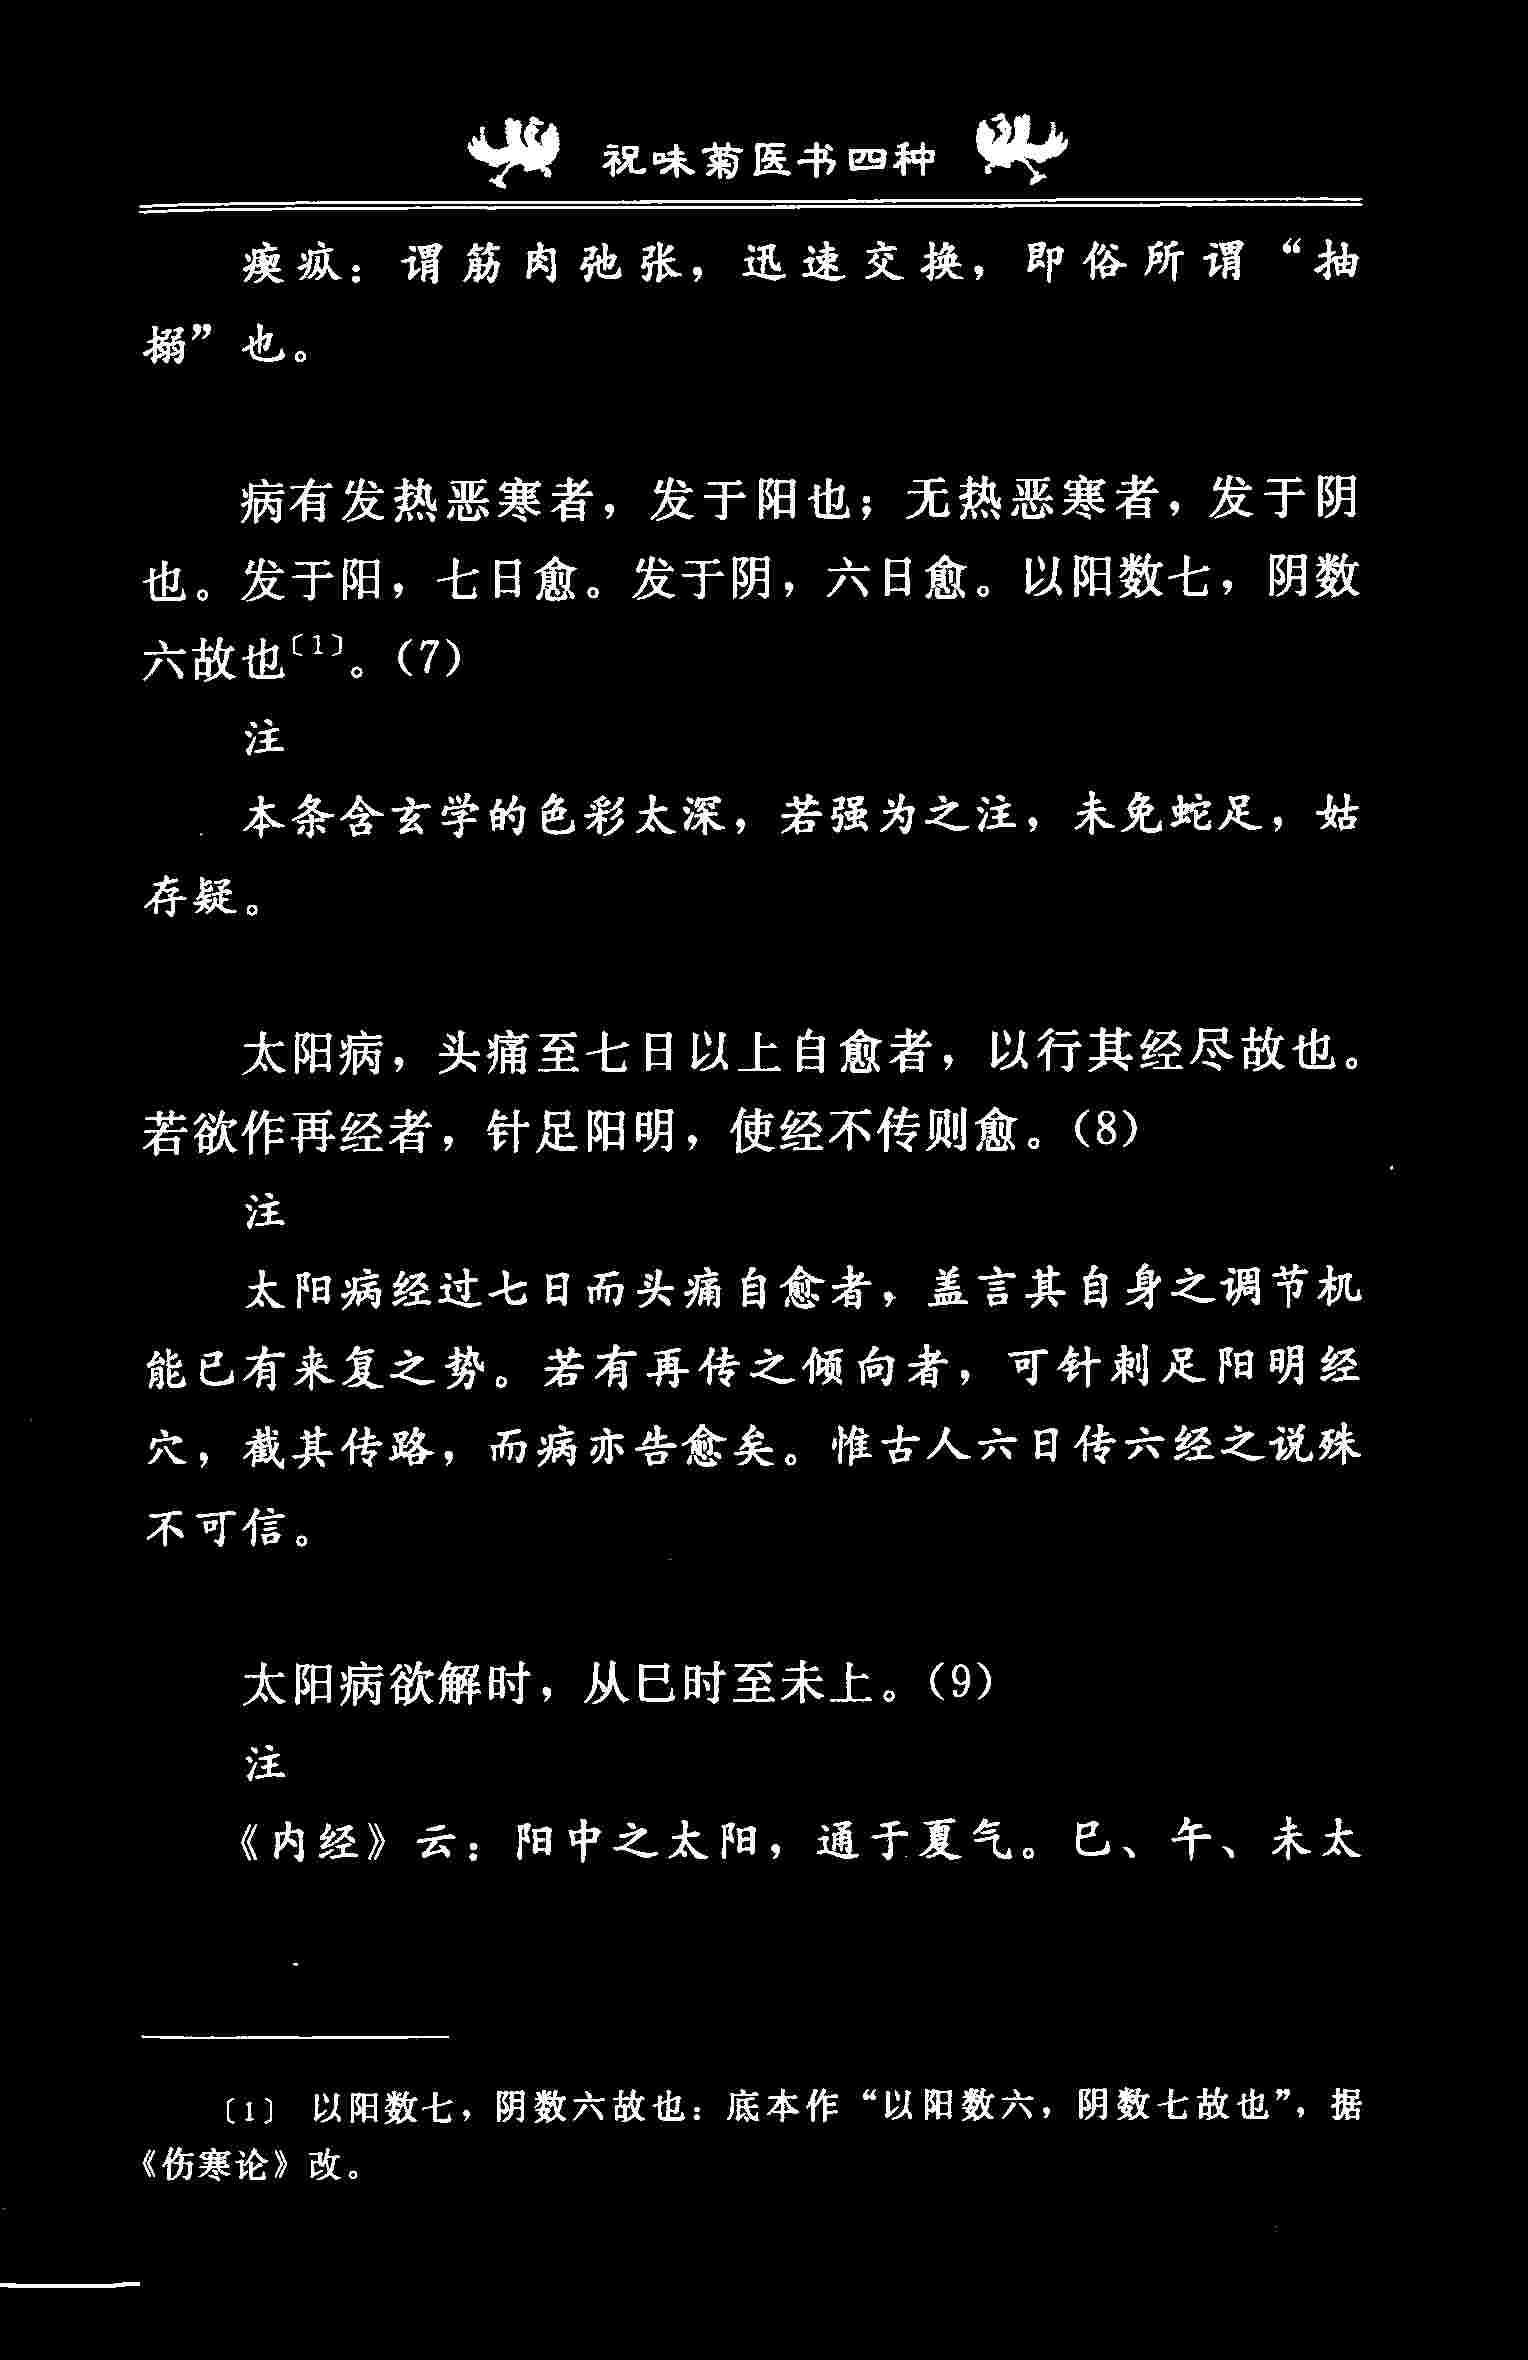 祝味菊医书四种
瘈疭：谓筋肉弛张，迅速交换，即俗所谓“抽
搦”也。
病有发热恶寒者，发于阳也；无热恶寒者，发于阴
也。发于阳，七日愈。发于阴，六日愈。以阳数七，阴数
六故也〔1〕。（7）
注
本条含玄学的色彩太深，若强为之注，未免蛇足，姑
存疑。
太阳病，头痛至七日以上自愈者，以行其经尽故也。
若欲作再经者，针足阳明，使经不传则愈。（8）
注
太阳病经过七日而头痛自愈者，盖言其自身之调节机
能已有来复之势。若有再传之倾向者，可针刺足阳明经
穴，截其传路，而病亦告愈矣。惟古人六日传六经之说殊
不可信。
太阳病欲解时，从巳时至未上。（9）
注
《内经》云：阳中之太阳，通于夏气。巳、午、未太
〔1〕 以阳数七，阴数六故也：底本作“以阳数六，阴数七故也”，据
《伤寒论》改。